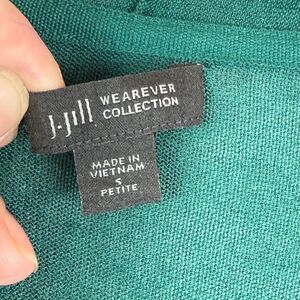 J.Jill WEAREVER
COLLECTION
MADE IN
VIETNAM
S
PETITE